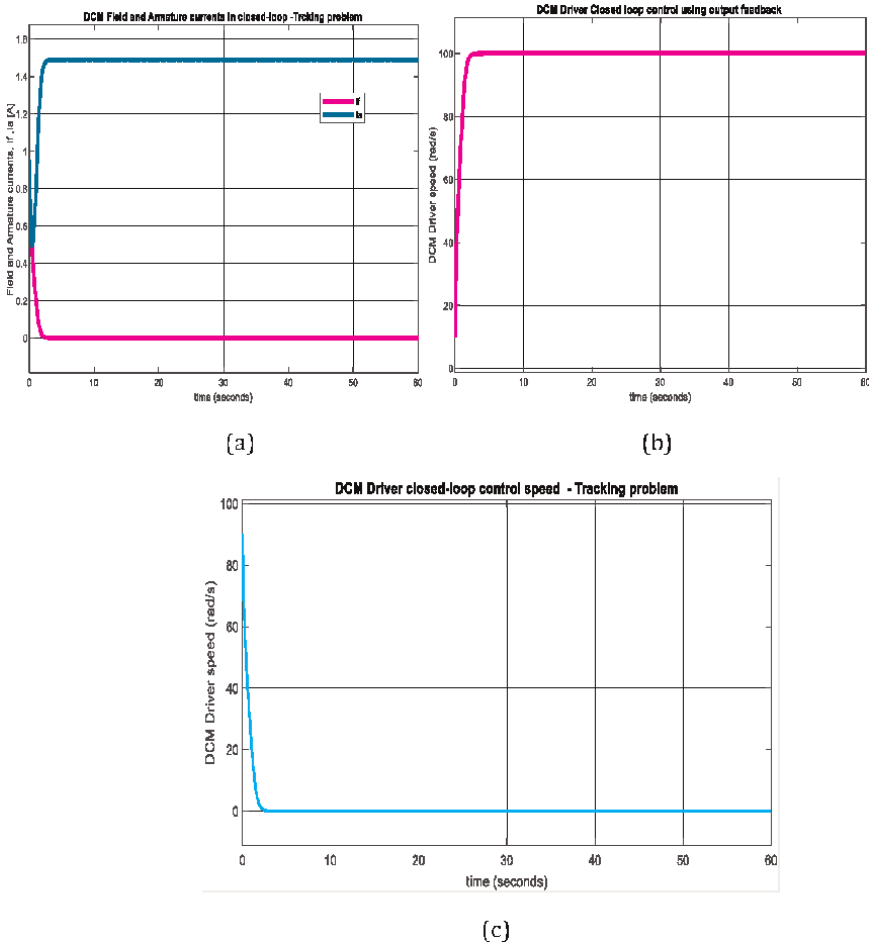 DCM Field and Armature currents in closed-loop -Trcking problem
Field and Armature currents, If ,Ia [A]
1.8
1.6
1.4
1.2
1
0.8
0.6
0.4
0.2
0
0 10 20 30 40 50 60
time (seconds)
If
Ia
(a)
DCM Driver Closed loop control using output feadback
DCM Driver speed (rad/s)
100
80
60
40
20
0
0 10 20 30 40 50 60
time (seconds)
(b)
DCM Driver closed-loop control speed - Tracking problem
DCM Driver speed (rad/s)
100
80
60
40
20
0
0 10 20 30 40 50 60
time (seconds)
(c)